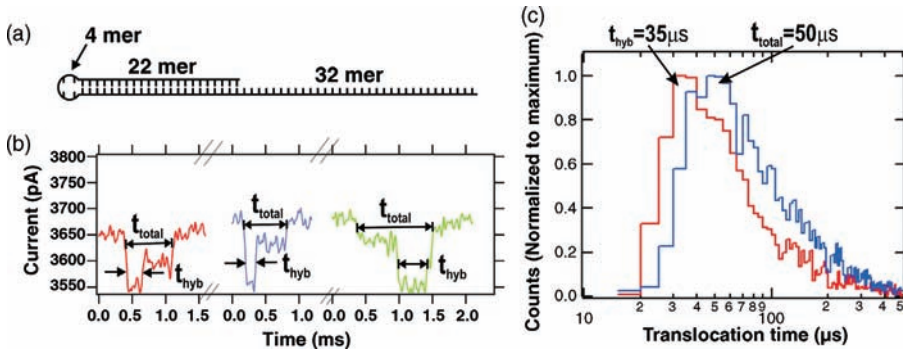 (a)
4 mer
22 mer
32 mer
(b)
Current (pA)
3800
3750
3700
3650
3600
3550
t_total
t_hyb
t_total
t_hyb
t_total
t_hyb
0.0 0.5 1.0 1.5 0.0 0.5 1.0 0.0 0.5 1.0 1.5 2.0
Time (ms)
(c)
t_hyb=35μS
t_total=50μS
Counts (Normalized to maximum)
1.0
0.8
0.6
0.4
0.2
0.0
10 2 3 4 5 6 7 8 9 100 2 3 4 5
Translocation time (μs)